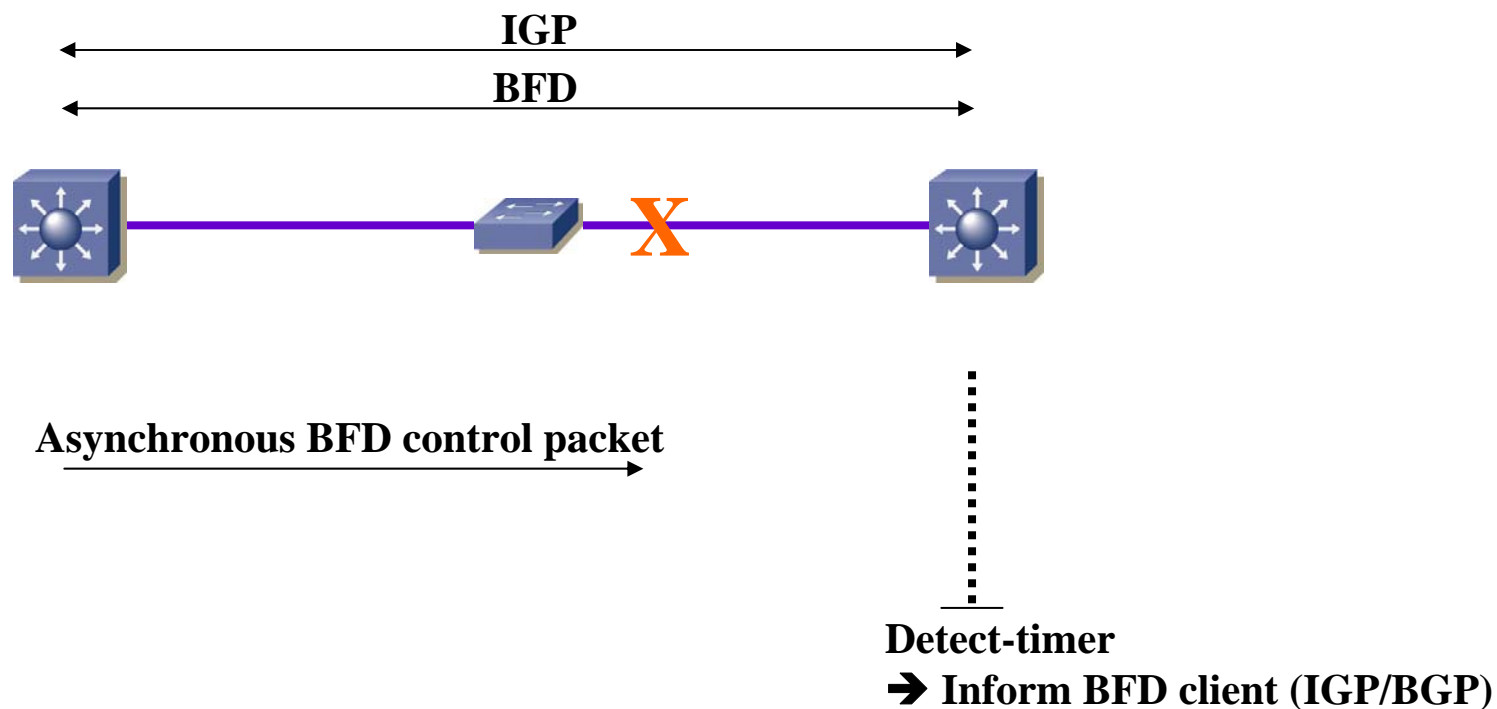 IGP
BFD
X
Asynchronous BFD control packet
Detect-timer
➔ Inform BFD client (IGP/BGP)